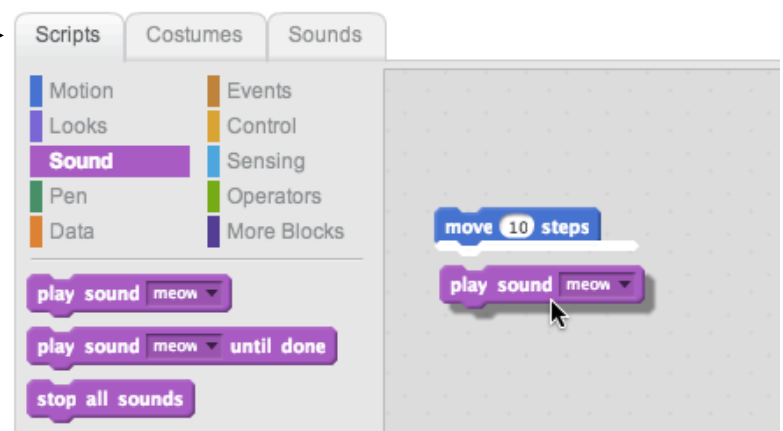 Scripts Costumes Sounds
Motion Events
Looks Control
Sound Sensing
Pen Operators
Data More Blocks
play sound meow
play sound meow until done
stop all sounds
move 10 steps
play sound meow